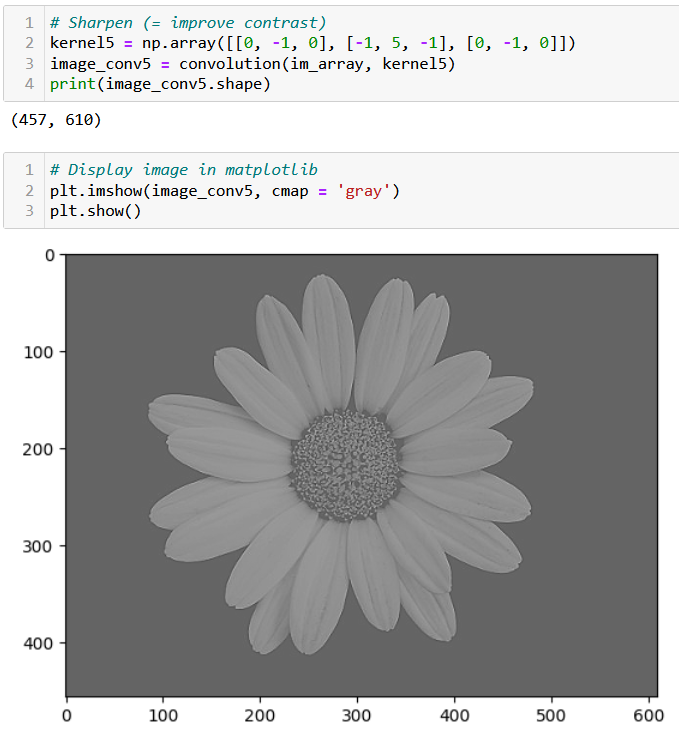 1 # Sharpen (= improve contrast)
2 kernel5 = np.array([[0, -1, 0], [-1, 5, -1], [0, -1, 0]])
3 image_conv5 = convolution(im_array, kernel5)
4 print(image_conv5.shape)
(457, 610)
1 # Display image in matplotlib
2 plt.imshow(image_conv5, cmap = 'gray')
3 plt.show()
0
100
200
300
400
0 100 200 300 400 500 600